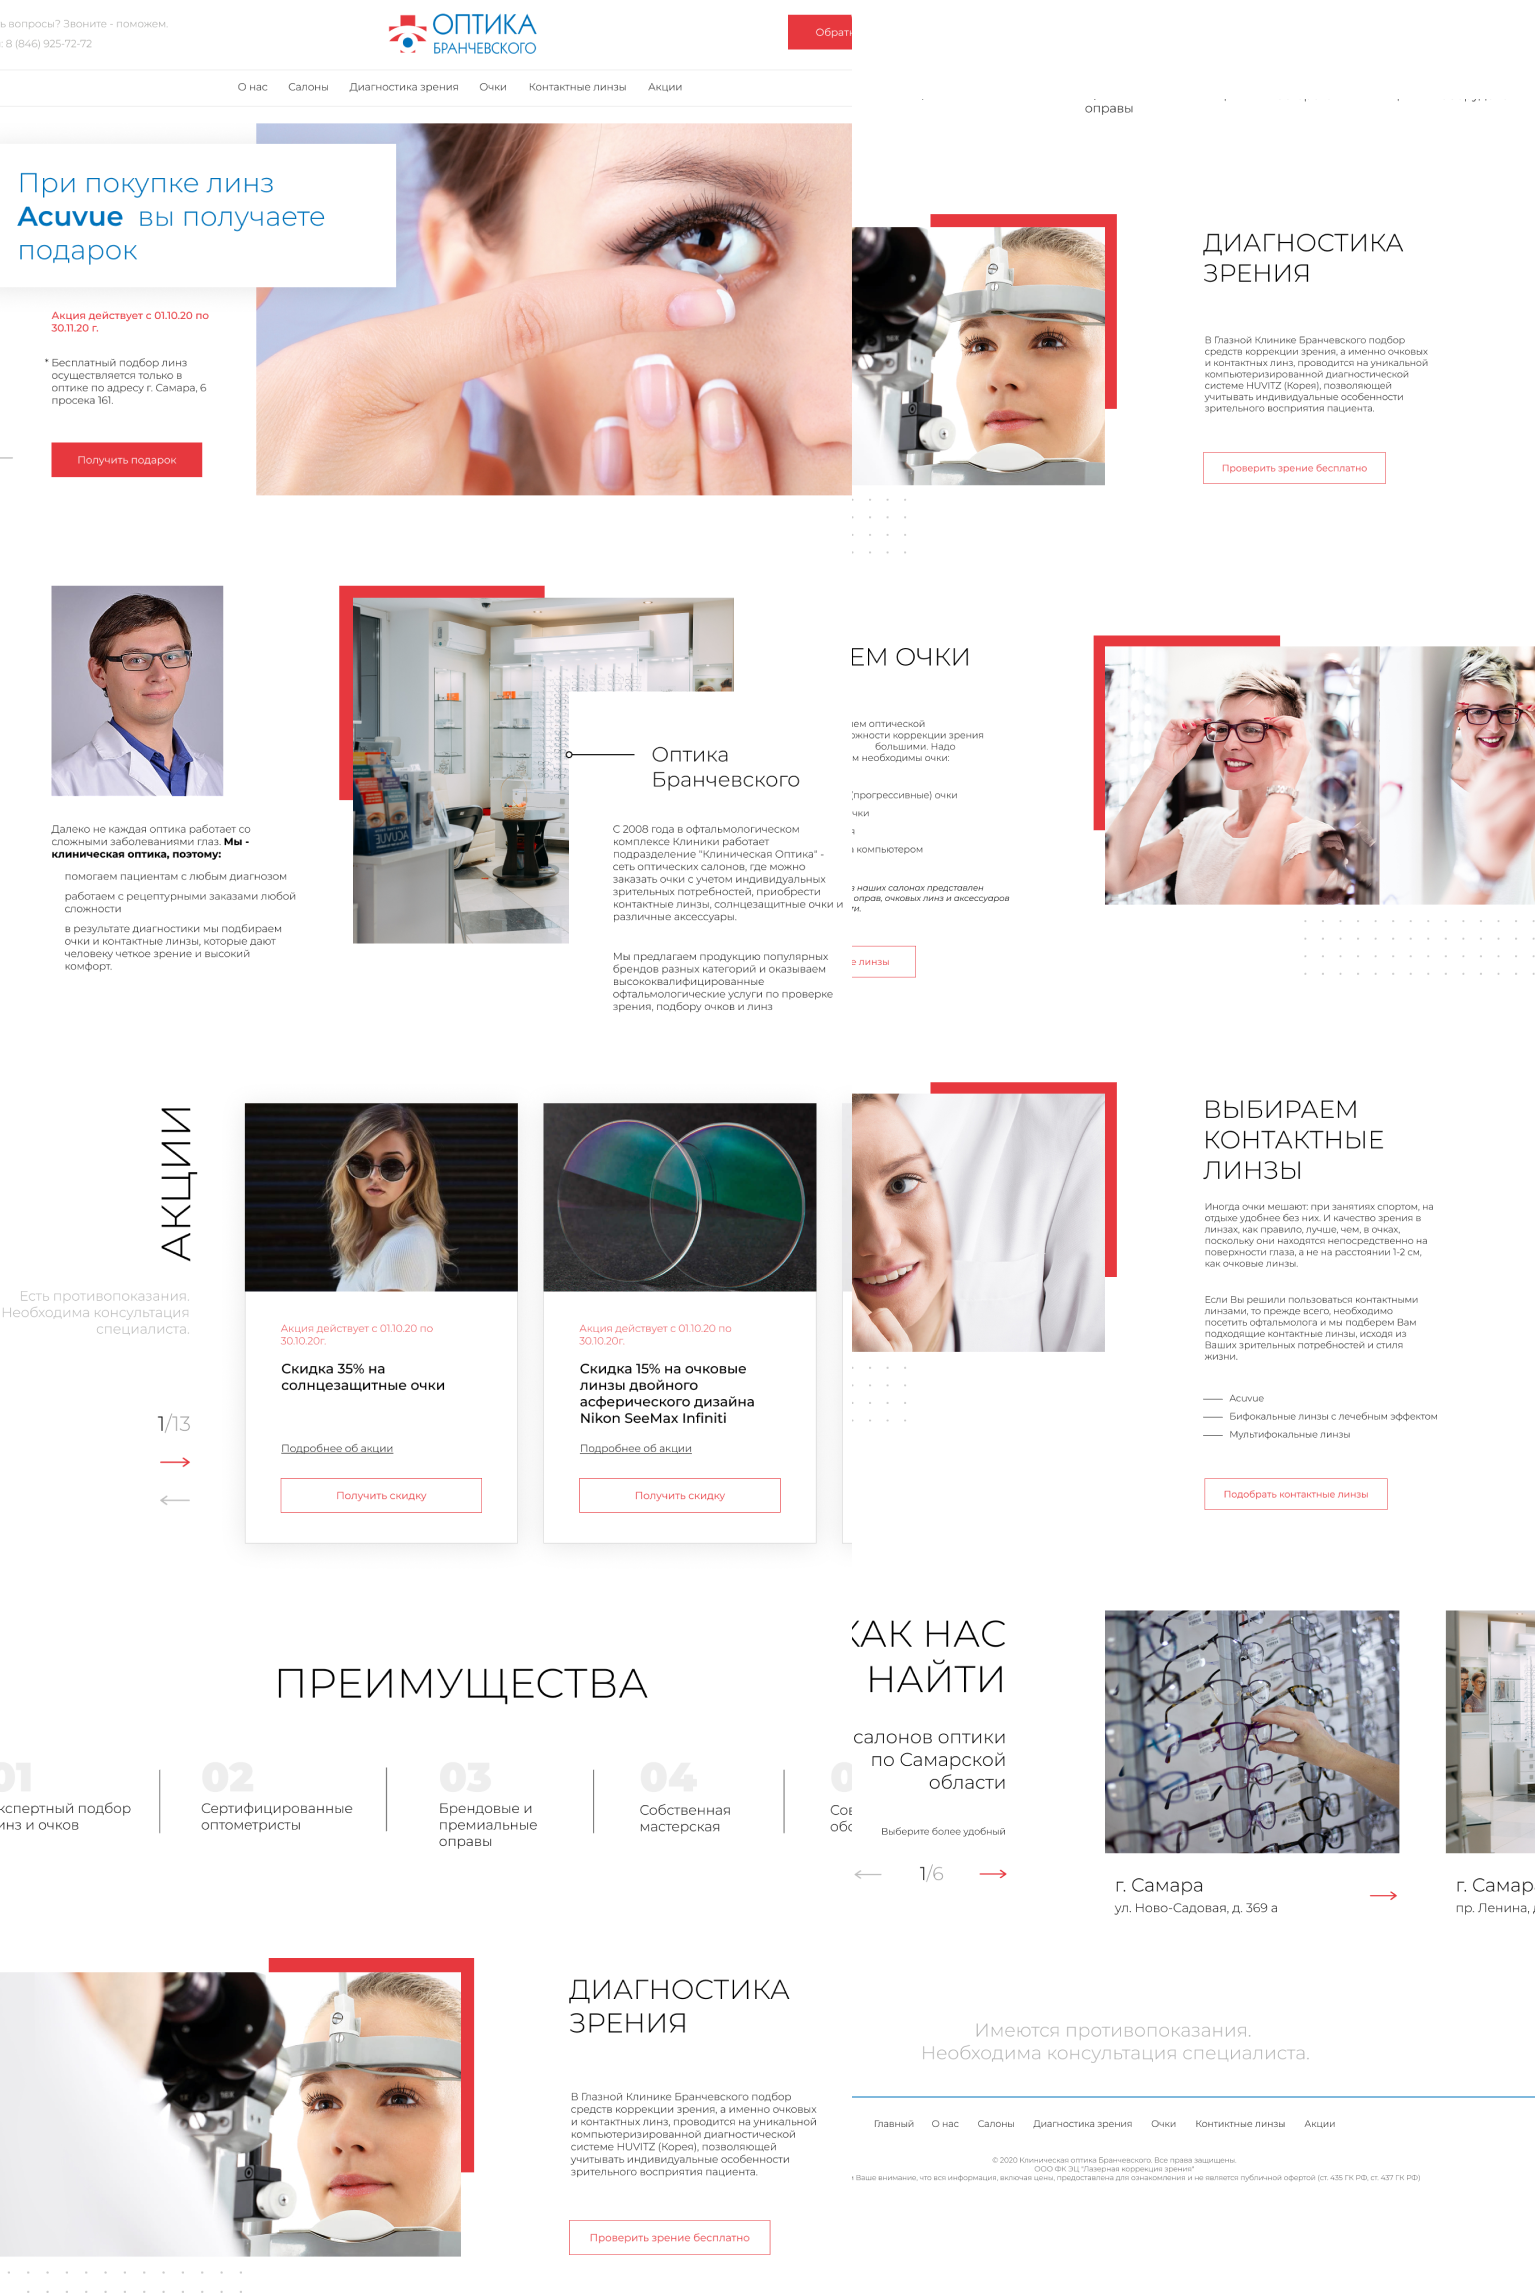 ь вопросы? Звоните - поможем.
: 8 (846) 925-72-72
ОПТИКА
БРАНЧЕВСКОГО
Обратн
О нас
Салоны
Диагностика зрения
Очки
Контактные линзы
Акции
При покупке линз
Acuvue вы получаете
подарок
Акция действует с 01.10.20 по
30.11.20 г.
* Бесплатный подбор линз
осуществляется только в
оптике по адресу г. Самара, 6
просека 161.
Получить подарок
Далеко не каждая оптика работает со
сложными заболеваниями глаз. Мы -
клиническая оптика, поэтому:
помогаем пациентам с любым диагнозом
работаем с рецептурными заказами любой
сложности
в результате диагностики мы подбираем
очки и контактные линзы, которые дают
человеку четкое зрение и высокий
комфорт.
ACUVUE
Оптика
Бранчевского
С 2008 года в офтальмологическом
комплексе Клиники работает
подразделение "Клиническая Оптика" -
сеть оптических салонов, где можно
заказать очки с учетом индивидуальных
зрительных потребностей, приобрести
контактные линзы, солнцезащитные очки и
различные аксессуары.
Мы предлагаем продукцию популярных
брендов разных категорий и оказываем
высококвалифицированные
офтальмологические услуги по проверке
зрения, подбору очков и линз
АКЦИИ
Есть противопоказания.
Необходима консультация
специалиста.
1/13
Акция действует с 01.10.20 по
30.10.20г.
Скидка 35% на
солнцезащитные очки
Подробнее об акции
Получить скидку
Акция действует с 01.10.20 по
30.10.20г.
Скидка 15% на очковые
линзы двойного
асферического дизайна
Nikon SeeMax Infiniti
Подробнее об акции
Получить скидку
ПРЕИМУЩЕСТВА
01
кспертный подбор
инз и очков
02
Сертифицированные
оптометристы
03
Брендовые и
премиальные
оправы
04
Собственная
мастерская
0
Сов
обс
ДИАГНОСТИКА
ЗРЕНИЯ
В Глазной Клинике Бранчевского подбор
средств коррекции зрения, а именно очковых
и контактных линз, проводится на уникальной
компьютеризированной диагностической
системе HUVITZ (Корея), позволяющей
учитывать индивидуальные особенности
зрительного восприятия пациента.
Проверить зрение бесплатно
оправы
ДИАГНОСТИКА
ЗРЕНИЯ
В Глазной Клинике Бранчевского подбор
средств коррекции зрения, а именно очковых
и контактных линз, проводится на уникальной
компьютеризированной диагностической
системе HUVITZ (Корея), позволяющей
учитывать индивидуальные особенности
зрительного восприятия пациента.
Проверить зрение бесплатно
ЕМ ОЧКИ
ием оптической
ожности коррекции зрения
большими. Надо
м необходимы очки:
(прогрессивные) очки
чки
я
а компьютером
в наших салонах представлен
оправ, очковых линз и аксессуаров
ти.
е линзы
ВЫБИРАЕМ
КОНТАКТНЫЕ
ЛИНЗЫ
Иногда очки мешают: при занятиях спортом, на
отдыхе удобнее без них. И качество зрения в
линзах, как правило, лучше, чем, в очках,
поскольку они находятся непосредственно на
поверхности глаза, а не на расстоянии 1-2 см,
как очковые линзы.
Если Вы решили пользоваться контактными
линзами, то прежде всего, необходимо
посетить офтальмолога и мы подберем Вам
подходящие контактные линзы, исходя из
Ваших зрительных потребностей и стиля
жизни.
Acuvue
Бифокальные линзы с лечебным эффектом
Мультифокальные линзы
Подобрать контактные линзы
КАК НАС
НАЙТИ
салонов оптики
по Самарской
области
Выберите более удобный
1/6
г. Самара
ул. Ново-Садовая, д. 369 а
г. Самар
пр. Ленина, д
Имеются противопоказания.
Необходима консультация специалиста.
Главный
О нас
Салоны
Диагностика зрения
Очки
Контиктные линзы
Акции
© 2020 Клиническая оптика Бранчевского. Все права защищены.
ООО ФК ЭЦ "Лазерная коррекция зрения"
Ваше внимание, что вся информация, включая цены, предоставлена для ознакомления и не является публичной офертой (ст. 435 ГК РФ, ст. 437 ГК РФ)